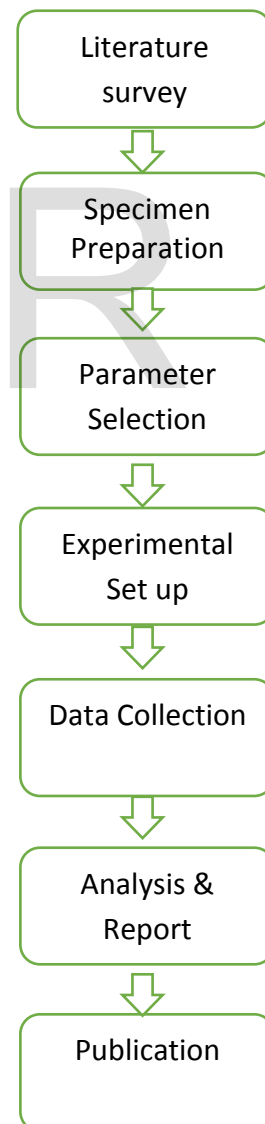 Literature
survey
Specimen
Preparation
R
Parameter
Selection
Experimental
Set up
Data Collection
Analysis &
Report
Publication